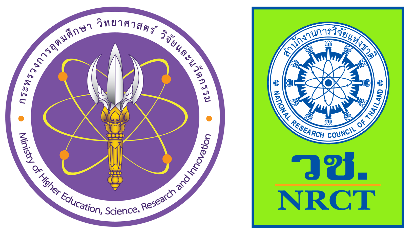 กระทรวงการอุดมศึกษา วิทยาศาสตร์ วิจัยและนวัตกรรม
Ministry of Higher Education, Science, Research and Innovation
สำนักงานการวิจัยแห่งชาติ
NATIONAL RESEARCH COUNCIL OF THAILAND
วช.
NRCT